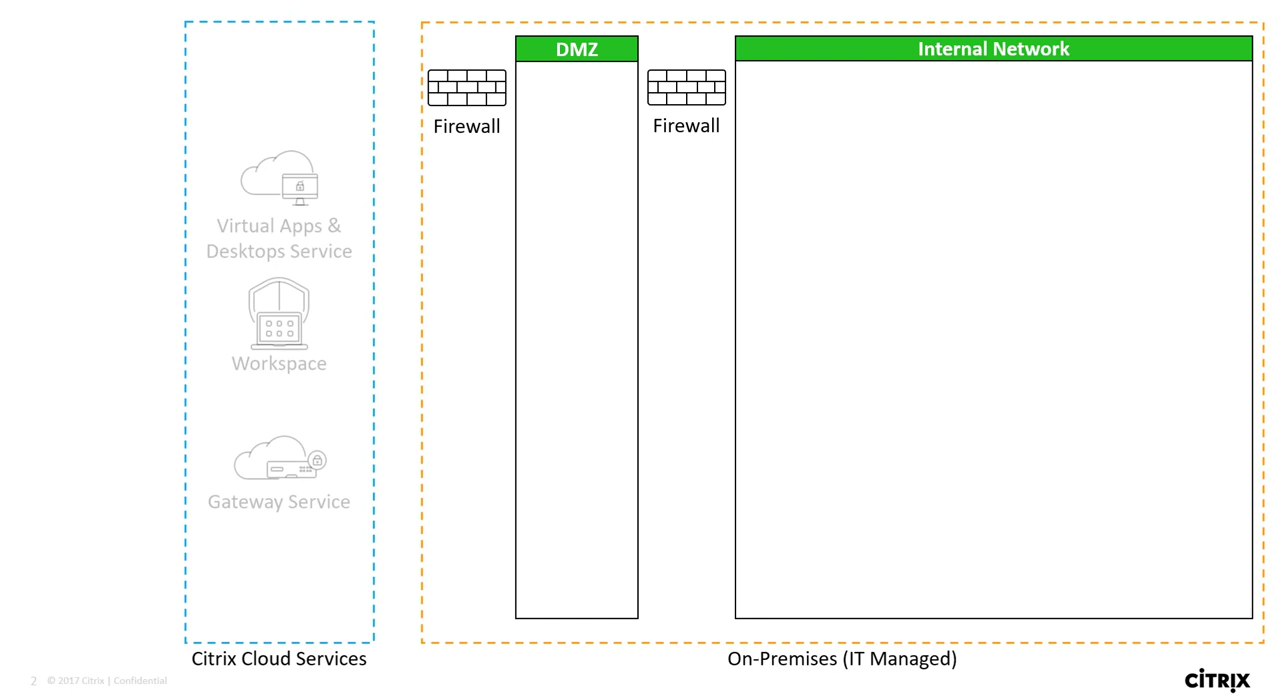 DMZ
Internal Network
Firewall
Firewall
Virtual Apps &
Desktops Service
Workspace
Gateway Service
Citrix Cloud Services
On-Premises (IT Managed)
2 © 2017 Citrix | Confidential
CiTRIX